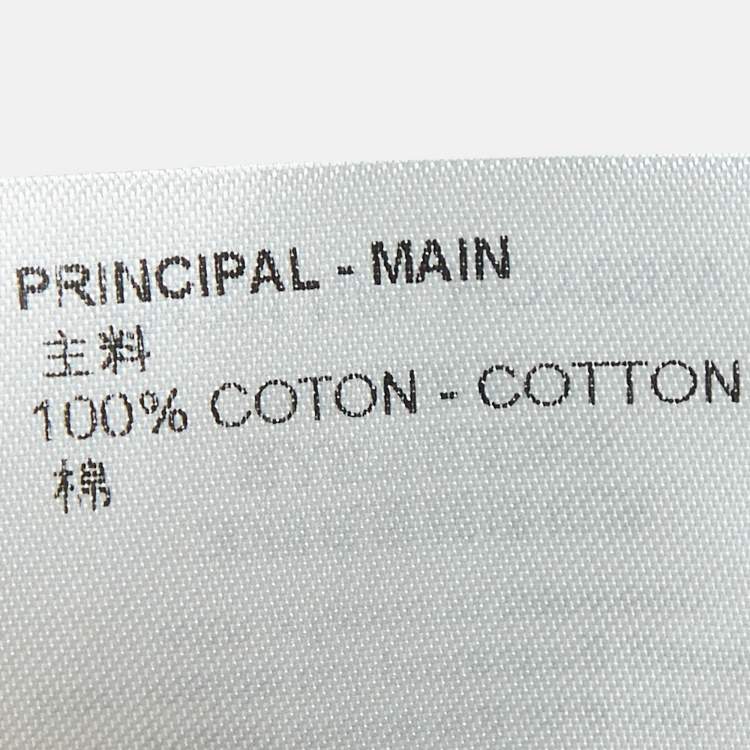 PRINCIPAL - MAIN
主料
100% COTON - COTTON
棉